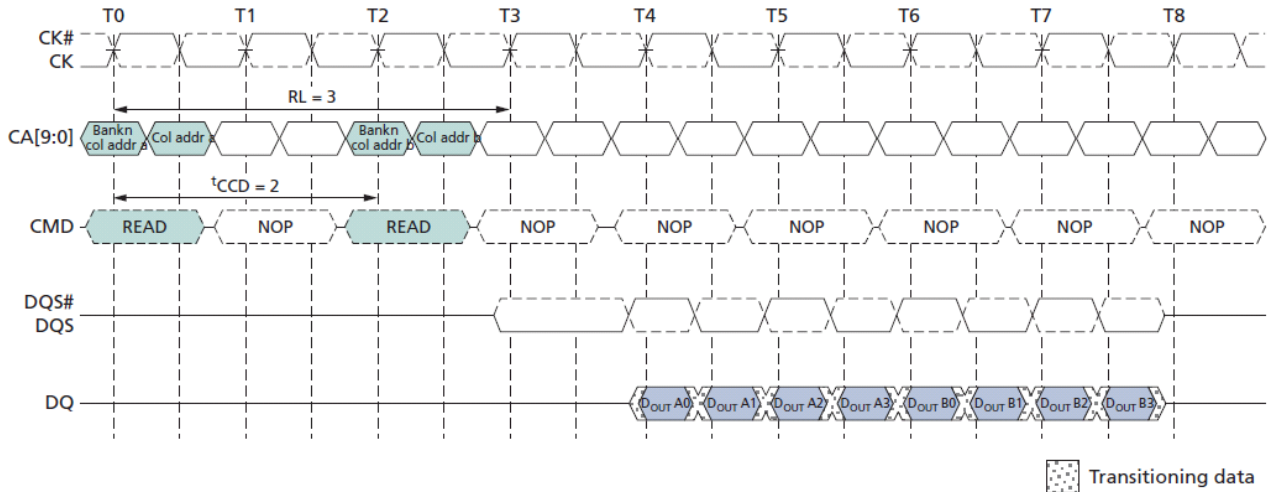 T0 T1 T2 T3 T4 T5 T6 T7 T8
CK#
CK
RL = 3
CA[9:0]
Bankn
col addr a
Col addr a
Bankn
col addr b
Col addr b
tCCD = 2
CMD
READ NOP READ NOP NOP NOP NOP NOP NOP
DQS#
DQS
DQ
DOUT A0 DOUT A1 DOUT A2 DOUT A3 DOUT B0 DOUT B1 DOUT B2 DOUT B3
Transitioning data